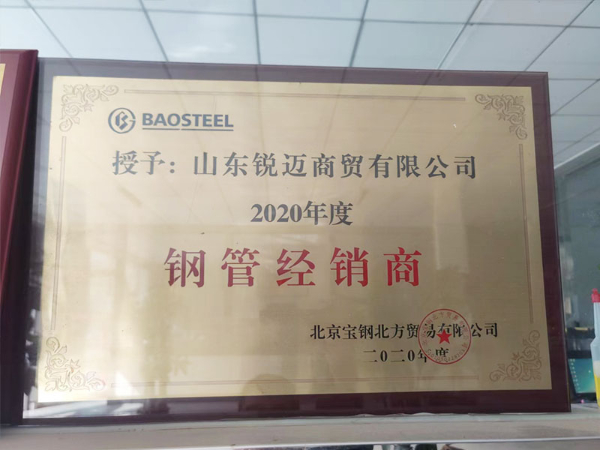 BAOSTEEL
授予：山东锐迈商贸有限公司
2020年度
钢管经销商
北京宝钢北方贸易有限公司
二〇二〇年度